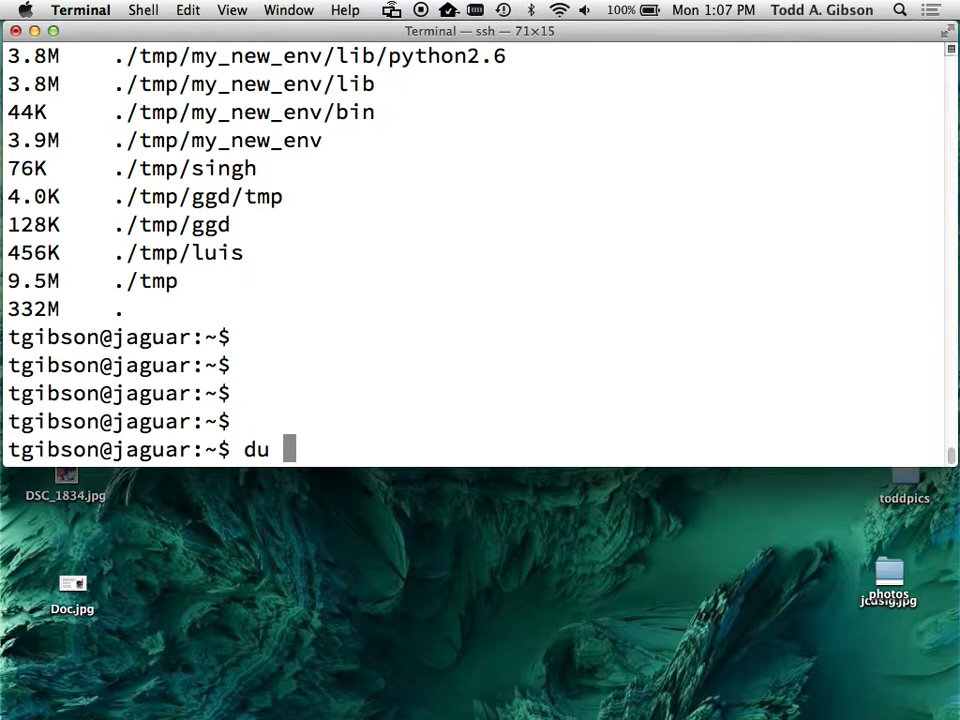 Terminal Shell Edit View Window Help 100% Mon 1:07 PM Todd A. Gibson
Terminal — ssh — 71×15
3.8M ./tmp/my_new_env/lib/python2.6
3.8M ./tmp/my_new_env/lib
44K ./tmp/my_new_env/bin
3.9M ./tmp/my_new_env
76K ./tmp/singh
4.0K ./tmp/ggd/tmp
128K ./tmp/ggd
456K ./tmp/luis
9.5M ./tmp
332M .
tgibson@jaguar:~$
tgibson@jaguar:~$
tgibson@jaguar:~$
tgibson@jaguar:~$
tgibson@jaguar:~$ du
DSC_1834.jpg
toddpics
Doc.jpg
photos